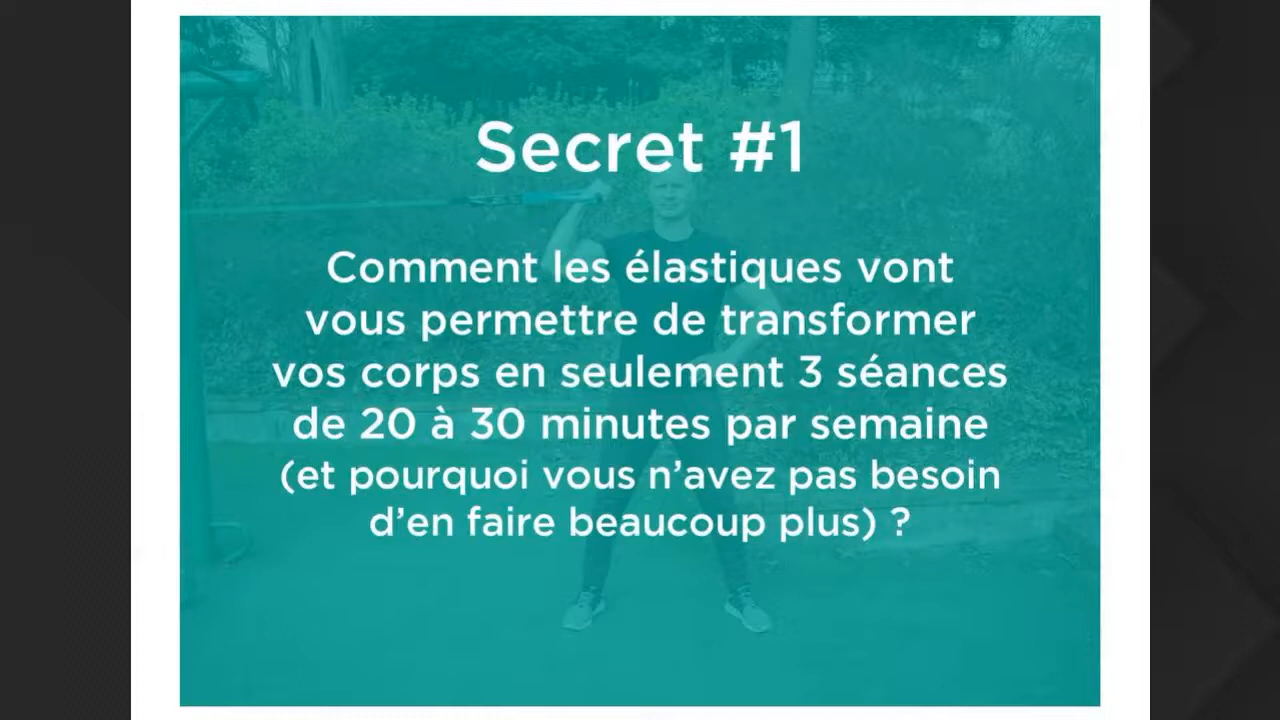 Secret #1
Comment les élastiques vont
vous permettre de transformer
vos corps en seulement 3 séances
de 20 à 30 minutes par semaine
(et pourquoi vous n’avez pas besoin
d’en faire beaucoup plus) ?